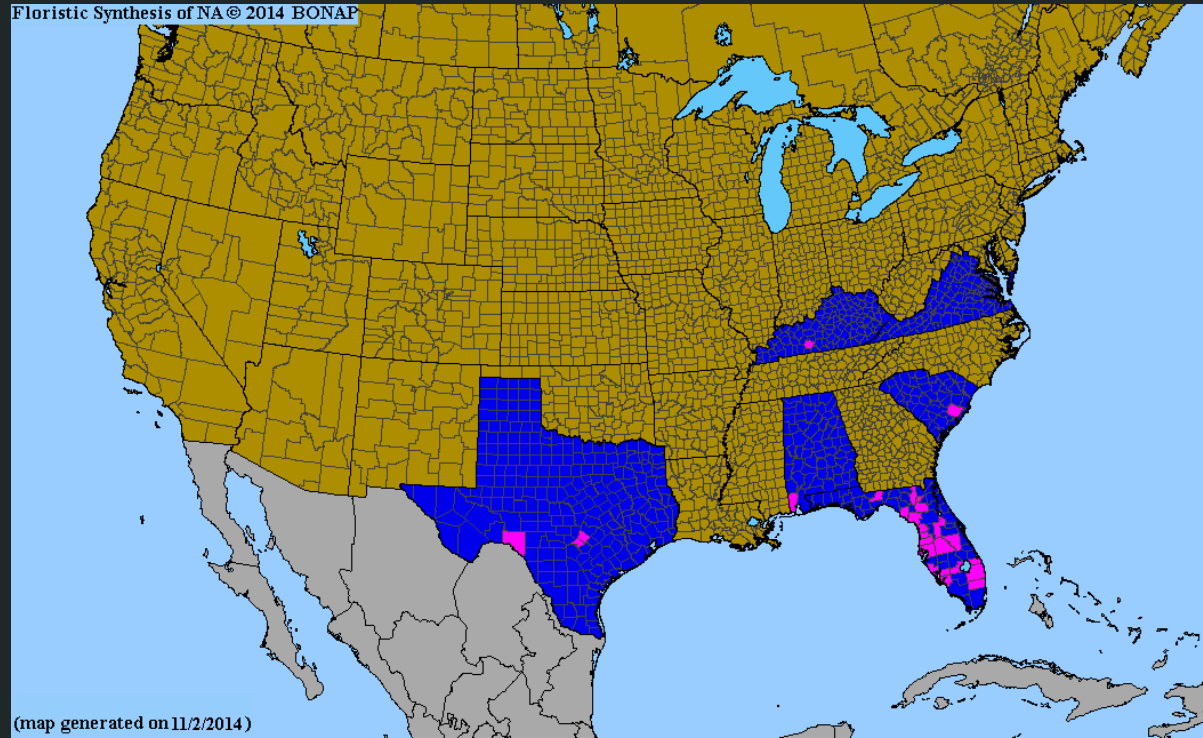 Floristic Synthesis of NA © 2014 BONAP
(map generated on 11/2/2014)